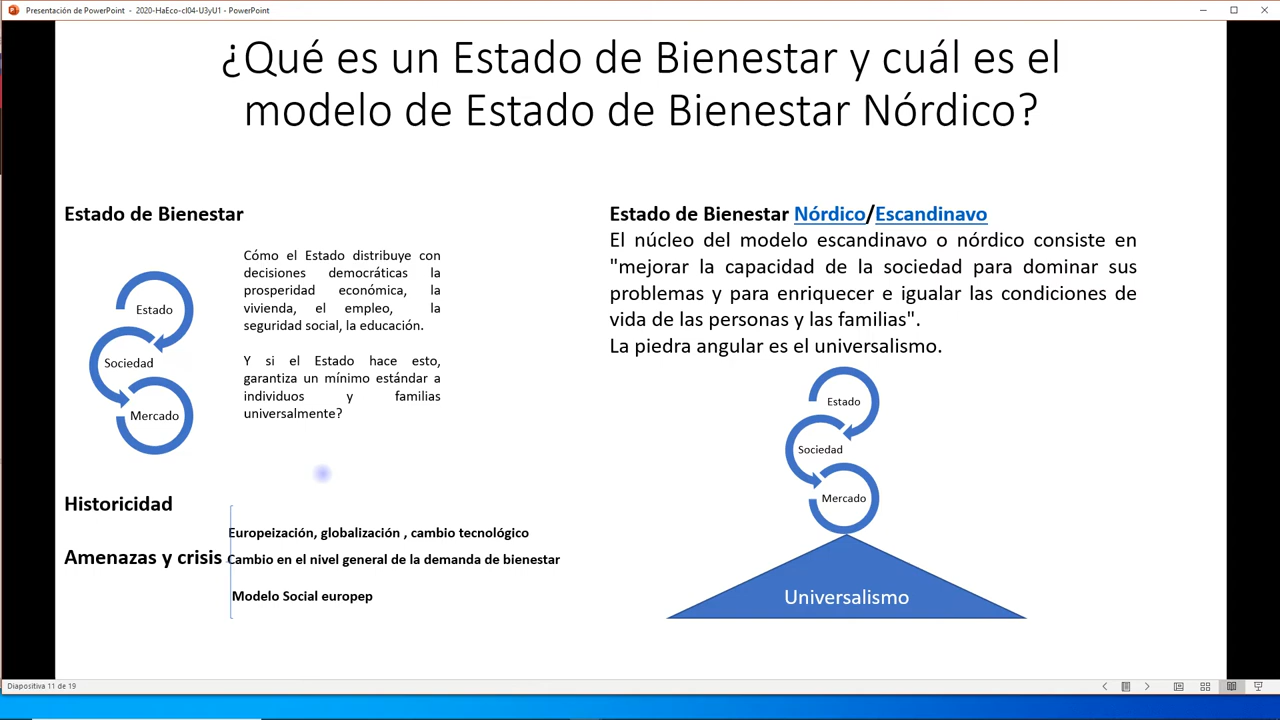 Presentación de PowerPoint - 2020-HaEco-cl04-U3yU1 - PowerPoint
¿Qué es un Estado de Bienestar y cuál es el
modelo de Estado de Bienestar Nórdico?
Estado de Bienestar
Estado
Sociedad
Mercado
Cómo el Estado distribuye con
decisiones democráticas la
prosperidad económica, la
vivienda, el empleo, la
seguridad social, la educación.
Y si el Estado hace esto,
garantiza un mínimo estándar a
individuos y familias
universalmente?
Historicidad
Amenazas y crisis
Europeización, globalización , cambio tecnológico
Cambio en el nivel general de la demanda de bienestar
Modelo Social europep
Estado de Bienestar Nórdico/Escandinavo
El núcleo del modelo escandinavo o nórdico consiste en
"mejorar la capacidad de la sociedad para dominar sus
problemas y para enriquecer e igualar las condiciones de
vida de las personas y las familias".
La piedra angular es el universalismo.
Estado
Sociedad
Mercado
Universalismo
Diapositiva 11 de 19